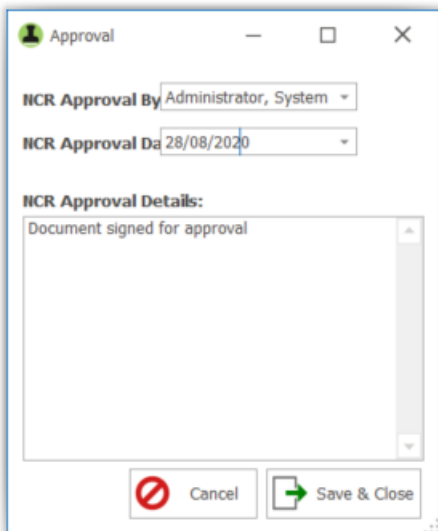 Approval
NCR Approval By Administrator, System
NCR Approval Da 28/08/2020
NCR Approval Details:
Document signed for approval
Cancel Save & Close